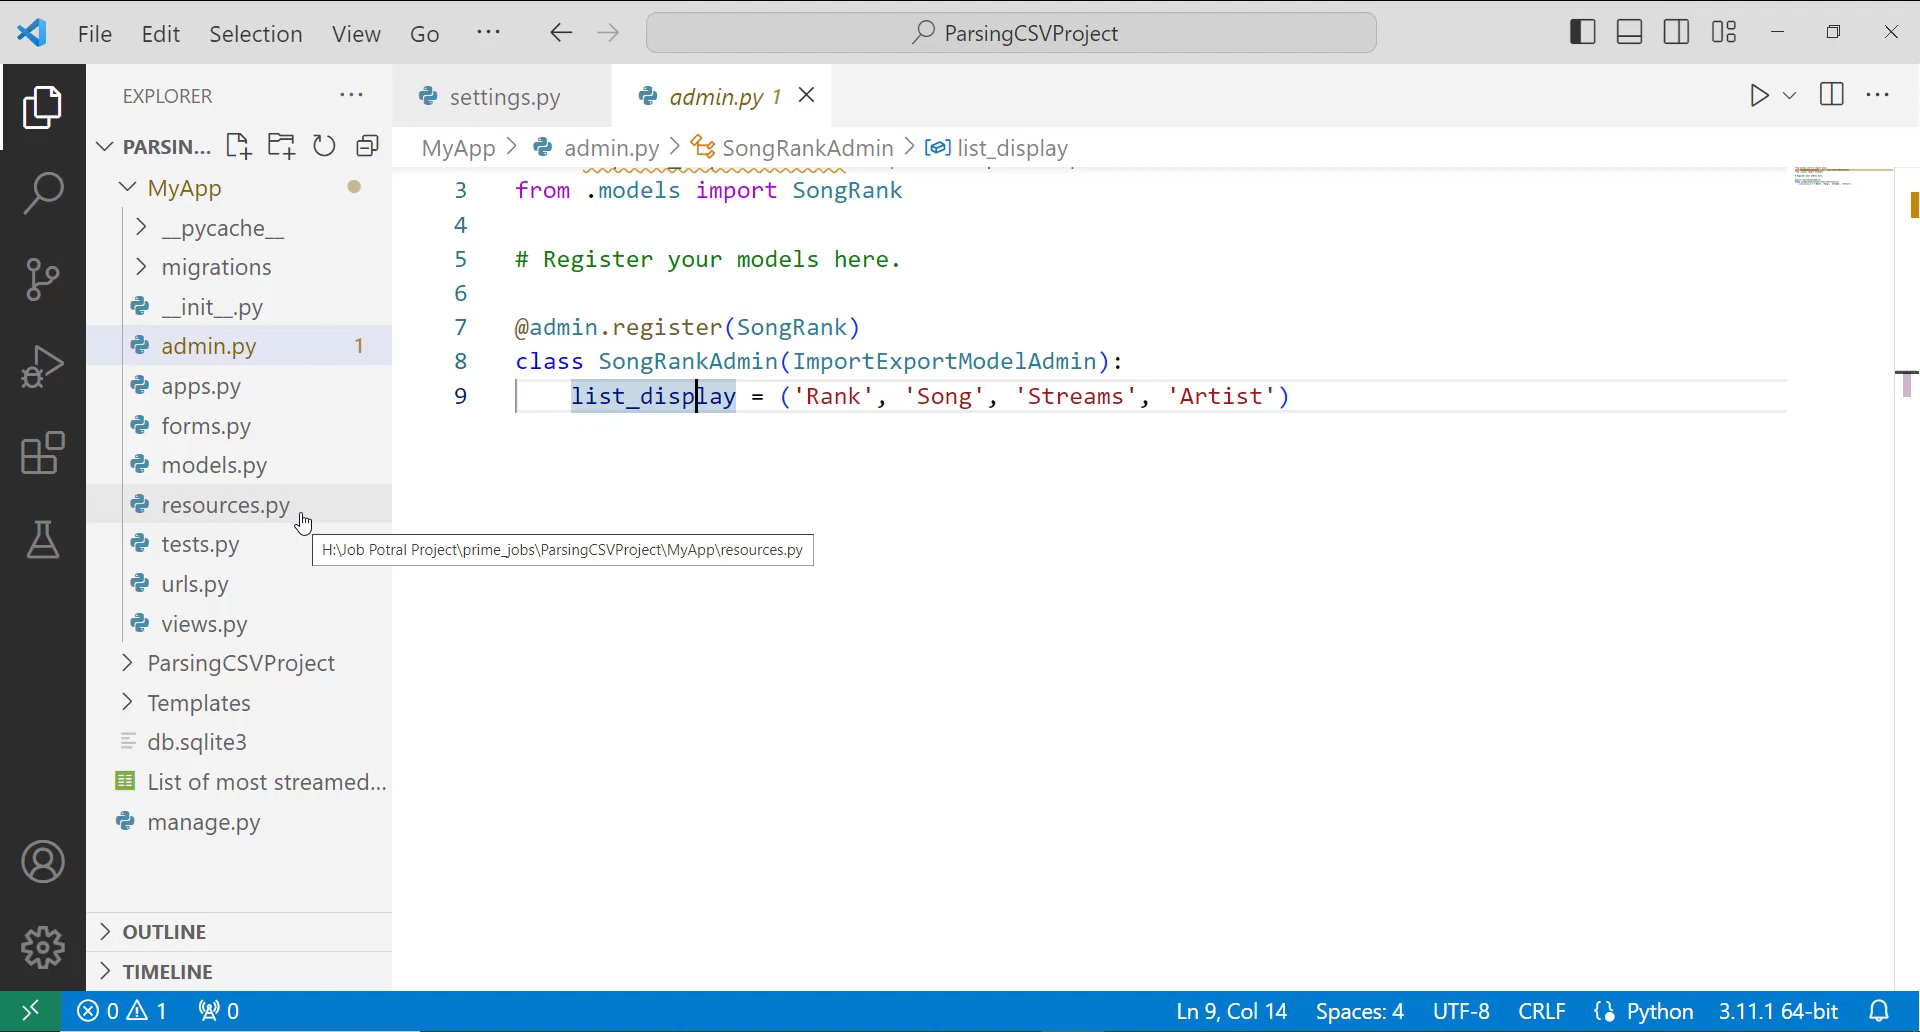 File Edit Selection View Go ··· ParsingCSVProject
EXPLORER ···
settings.py admin.py 1
PARSIN...
MyApp > admin.py > SongRankAdmin > list_display
MyApp
__pycache__
migrations
__init__.py
admin.py 1
apps.py
forms.py
models.py
resources.py
tests.py
urls.py
views.py
ParsingCSVProject
Templates
db.sqlite3
List of most streamed...
manage.py
OUTLINE
TIMELINE
3 from .models import SongRank
4
5 # Register your models here.
6
7 @admin.register(SongRank)
8 class SongRankAdmin(ImportExportModelAdmin):
9 list_display = ('Rank', 'Song', 'Streams', 'Artist')
H:\Job Potral Project\prime_jobs\ParsingCSVProject\MyApp\resources.py
0 1 0 Ln 9, Col 14 Spaces: 4 UTF-8 CRLF Python 3.11.1 64-bit